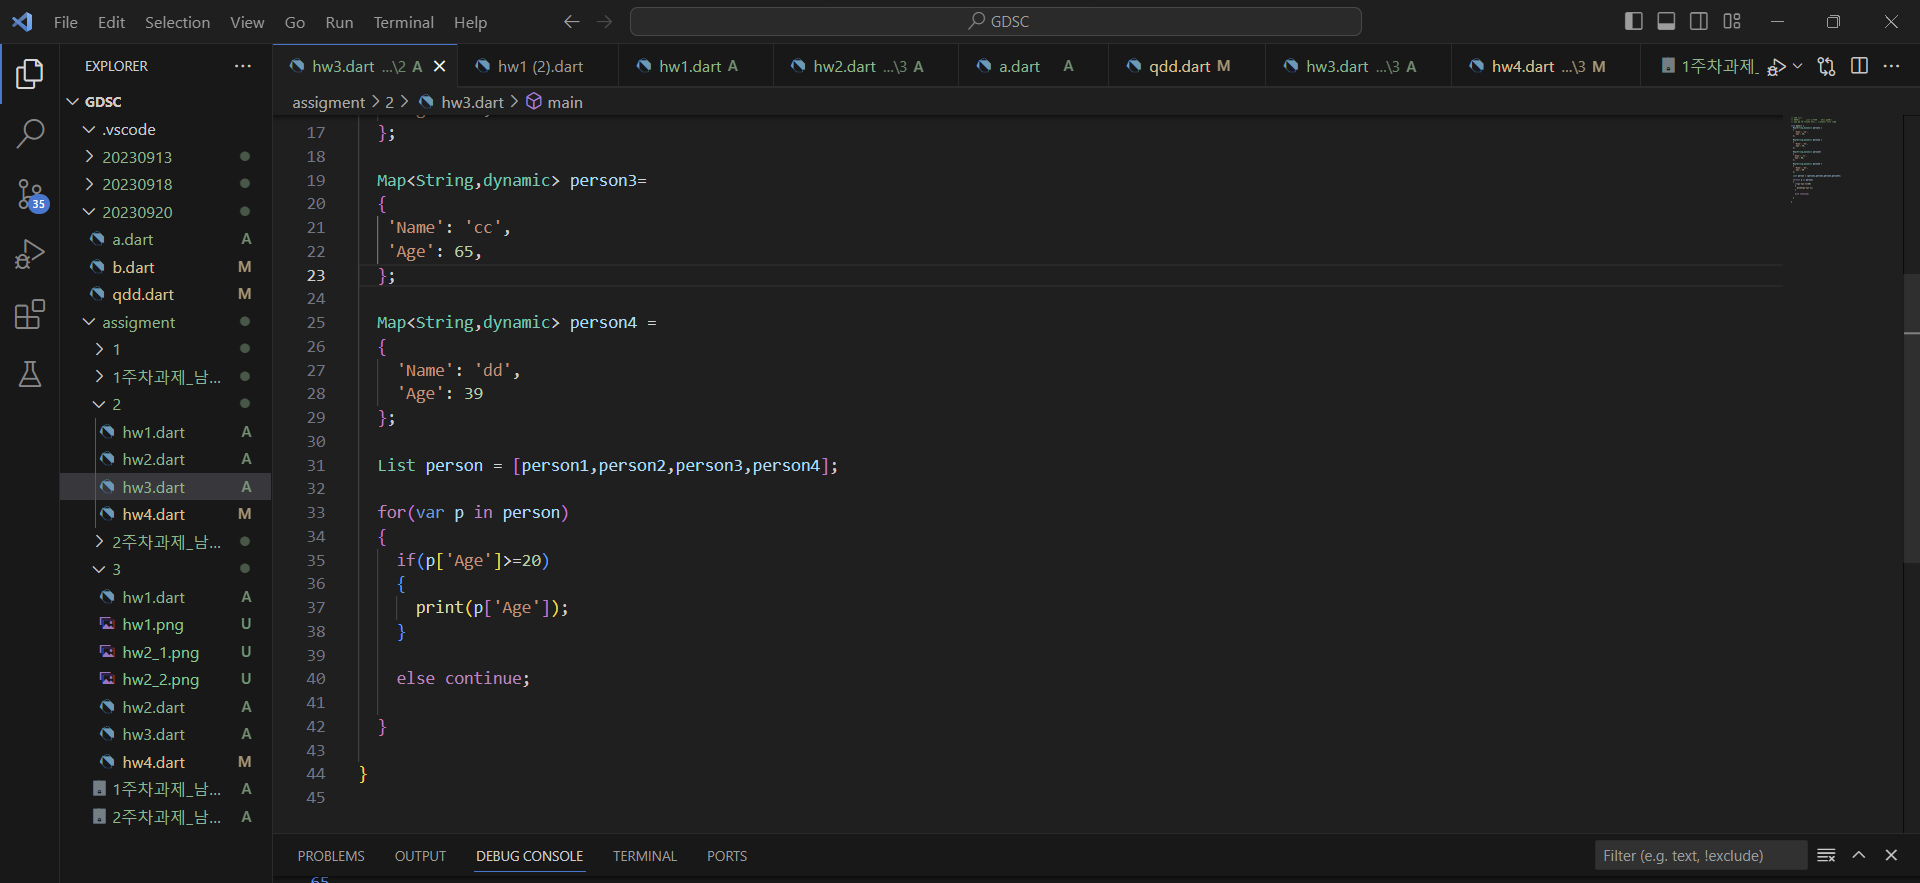 File Edit Selection View Go Run Terminal Help
GDSC
EXPLORER
hw3.dart ...\2 A
hw1 (2).dart
hw1.dart A
hw2.dart ...\3 A
a.dart A
qdd.dart M
hw3.dart ...\3 A
hw4.dart ...\3 M
1주차과제_
assigment > 2 > hw3.dart > main
GDSC
.vscode
20230913
20230918
20230920
a.dart A
b.dart M
qdd.dart M
assigment
1
1주차과제_남...
2
hw1.dart A
hw2.dart A
hw3.dart A
hw4.dart M
2주차과제_남...
3
hw1.dart A
hw1.png U
hw2_1.png U
hw2_2.png U
hw2.dart A
hw3.dart A
hw4.dart M
1주차과제_남... A
2주차과제_남... A
35
17 };
18
19 Map<String,dynamic> person3=
20 {
21 'Name': 'cc',
22 'Age': 65,
23 };
24
25 Map<String,dynamic> person4 =
26 {
27 'Name': 'dd',
28 'Age': 39
29 };
30
31 List person = [person1,person2,person3,person4];
32
33 for(var p in person)
34 {
35 if(p['Age']>=20)
36 {
37 print(p['Age']);
38 }
39
40 else continue;
41
42 }
43
44 }
45
PROBLEMS OUTPUT DEBUG CONSOLE TERMINAL PORTS
Filter (e.g. text, !exclude)
65